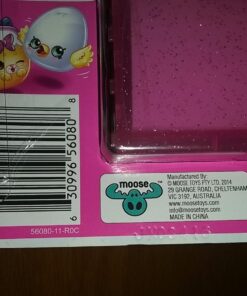 6 30996 56080 8
56080-11-R0C
moose
Manufactured By:
© MOOSE TOYS PTY LTD, 2014
29 GRANGE ROAD, CHELTENHAM
VIC 3192, AUSTRALIA
www.moosetoys.com
info@moosetoys.com
MADE IN CHINA